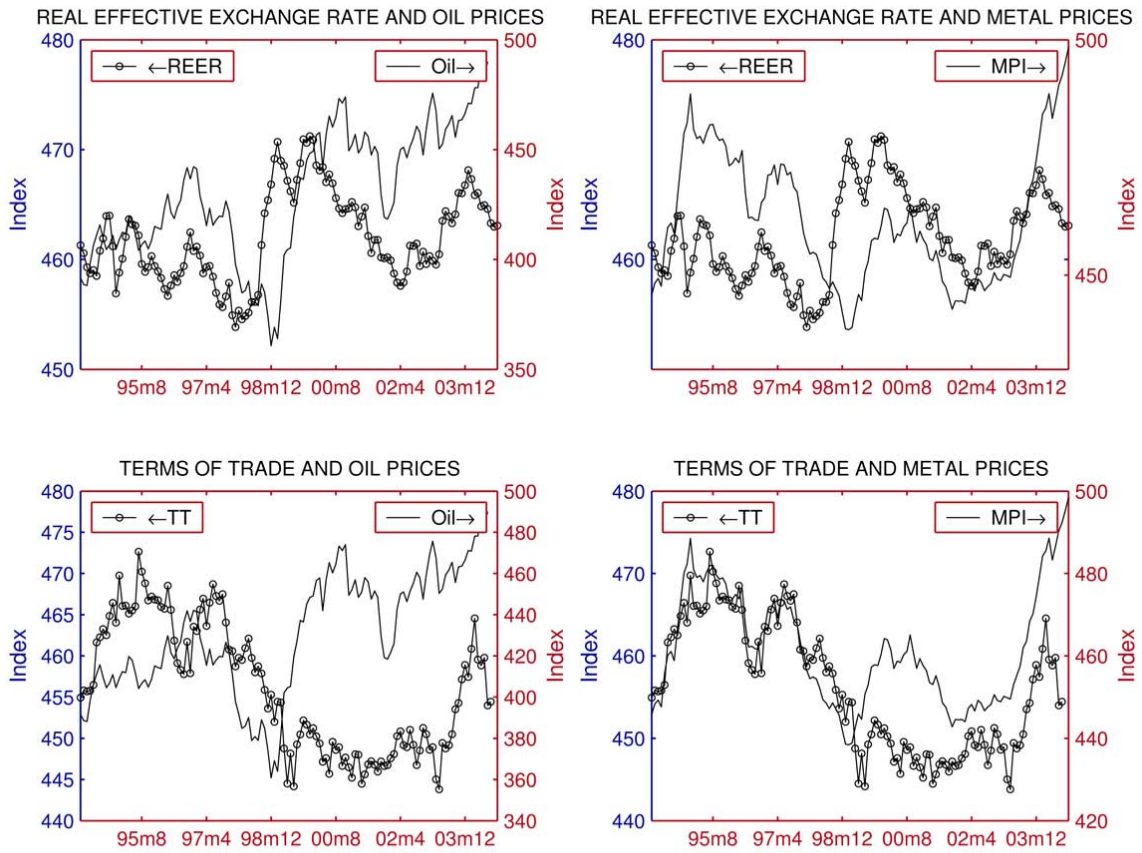 REAL EFFECTIVE EXCHANGE RATE AND OIL PRICES
480
470
460
450
Index
←REER
Oil→
500
450
400
350
Index
95m8 97m4 98m12 00m8 02m4 03m12
REAL EFFECTIVE EXCHANGE RATE AND METAL PRICES
480
470
460
450
Index
←REER
MPI→
500
450
Index
95m8 97m4 98m12 00m8 02m4 03m12
TERMS OF TRADE AND OIL PRICES
480
475
470
465
460
455
450
445
440
Index
←TT
Oil→
500
480
460
440
420
400
380
360
340
Index
95m8 97m4 98m12 00m8 02m4 03m12
TERMS OF TRADE AND METAL PRICES
480
470
460
450
440
Index
←TT
MPI→
500
480
460
440
420
Index
95m8 97m4 98m12 00m8 02m4 03m12